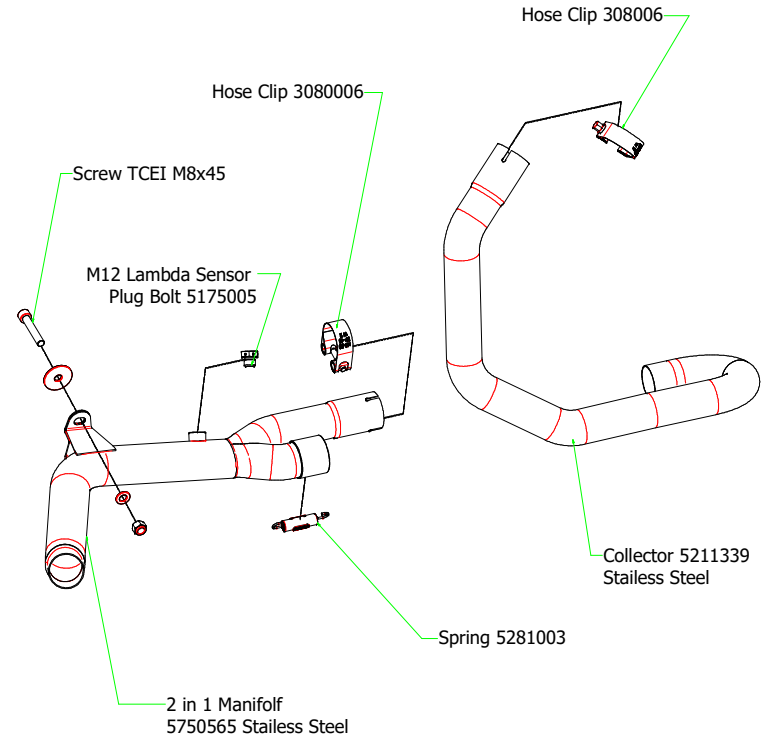 Hose Clip 308006
Hose Clip 3080006
Screw TCEI M8x45
M12 Lambda Sensor
Plug Bolt 5175005
Collector 5211339
Stailess Steel
Spring 5281003
2 in 1 Manifolf
5750565 Stailess Steel